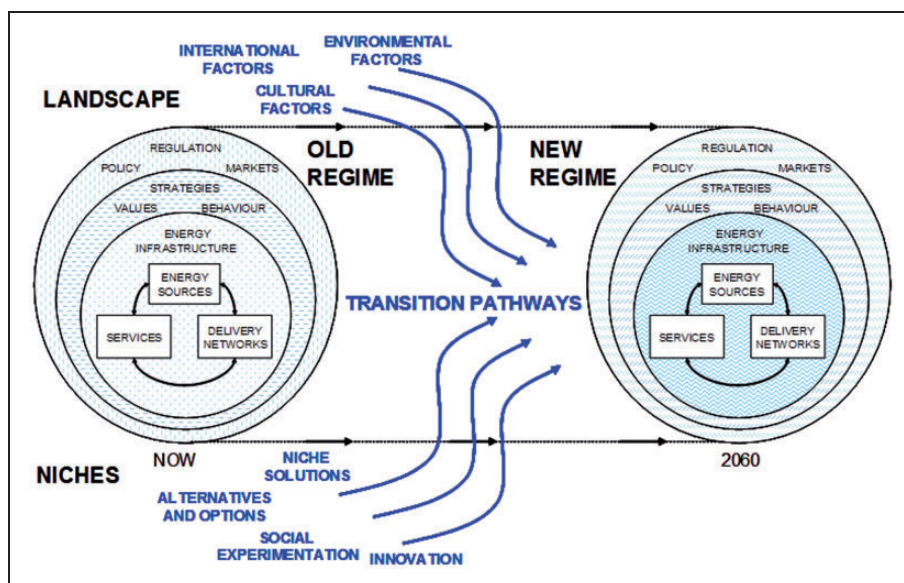 ENVIRONMENTAL
FACTORS
INTERNATIONAL
FACTORS
CULTURAL
FACTORS
LANDSCAPE
OLD
REGIME
NEW
REGIME
REGULATION
POLICY MARKETS
STRATEGIES
VALUES BEHAVIOUR
ENERGY
INFRASTRUCTURE
ENERGY
SOURCES
SERVICES
DELIVERY
NETWORKS
TRANSITION PATHWAYS
REGULATION
POLICY MARKETS
STRATEGIES
VALUES BEHAVIOUR
ENERGY
INFRASTRUCTURE
ENERGY
SOURCES
SERVICES
DELIVERY
NETWORKS
NOW
2060
NICHES
NICHE
SOLUTIONS
ALTERNATIVES
AND OPTIONS
SOCIAL
EXPERIMENTATION
INNOVATION